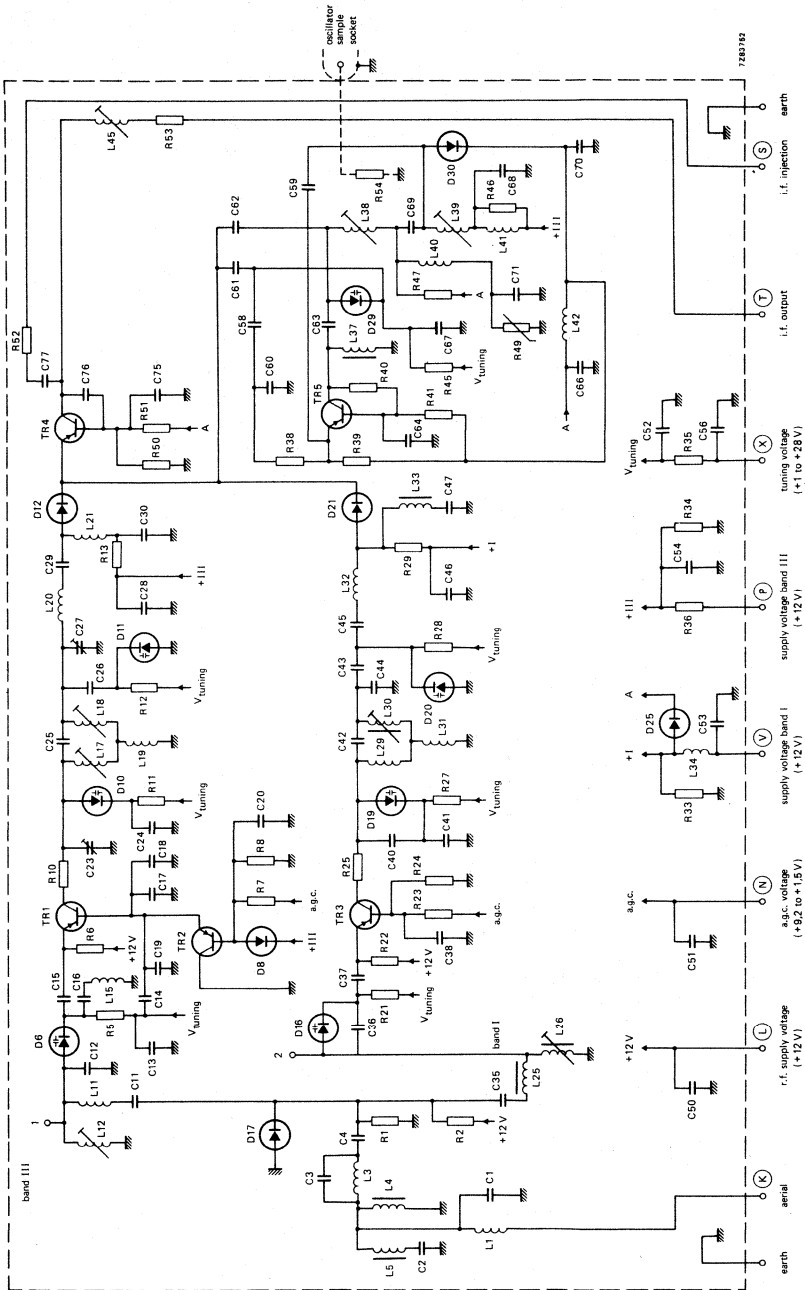 band III
1
L12
L11
C11
C12
D6
R5
C13
C14
C15
C16
L15
V tuning
R6
+12 V
C19
TR1
TR2
D8
+III
R7
a.g.c.
R8
C20
C17
C18
R10
C23
C24
D10
R11
V tuning
L17
C25
L18
L19
C26
R12
V tuning
D11
C27
L20
C29
C28
R13
+III
L21
C30
D12
TR4
R50
R51
A
C75
C76
C77
R52
L45
R53
D17
C3
L3
C4
L4
L5
C2
L1
C1
R1
R2
+12 V
C35
L25
L26
band I
2
D16
C36
R21
V tuning
C37
R22
+12 V
TR3
C38
R23
a.g.c.
R24
R25
C40
C41
D19
R27
V tuning
L29
C42
L30
L31
C43
C44
D20
R28
V tuning
C45
L32
C46
R29
+I
L33
C47
D21
R38
R39
C60
C58
C61
C62
C59
TR5
C64
R40
R41
L37
C63
D29
C67
R45
V tuning
L38
R47
A
L40
C69
L39
L41
+III
R46
C68
R49
C71
D30
C70
L42
C66
A
R54
oscillator
sample
socket
earth
K
aerial
C50
+12 V
L
r.f. supply voltage
(+12 V)
C51
a.g.c.
N
a.g.c. voltage
(+9,2 to +1,5 V)
R33
+I
L34
D25
A
C53
V
supply voltage band I
(+12 V)
+III
R36
C54
R34
P
supply voltage band III
(+12 V)
V tuning
R35
C52
C56
X
tuning voltage
(+1 to +28 V)
T
i.f. output
S
i.f. injection
earth
7Z83752